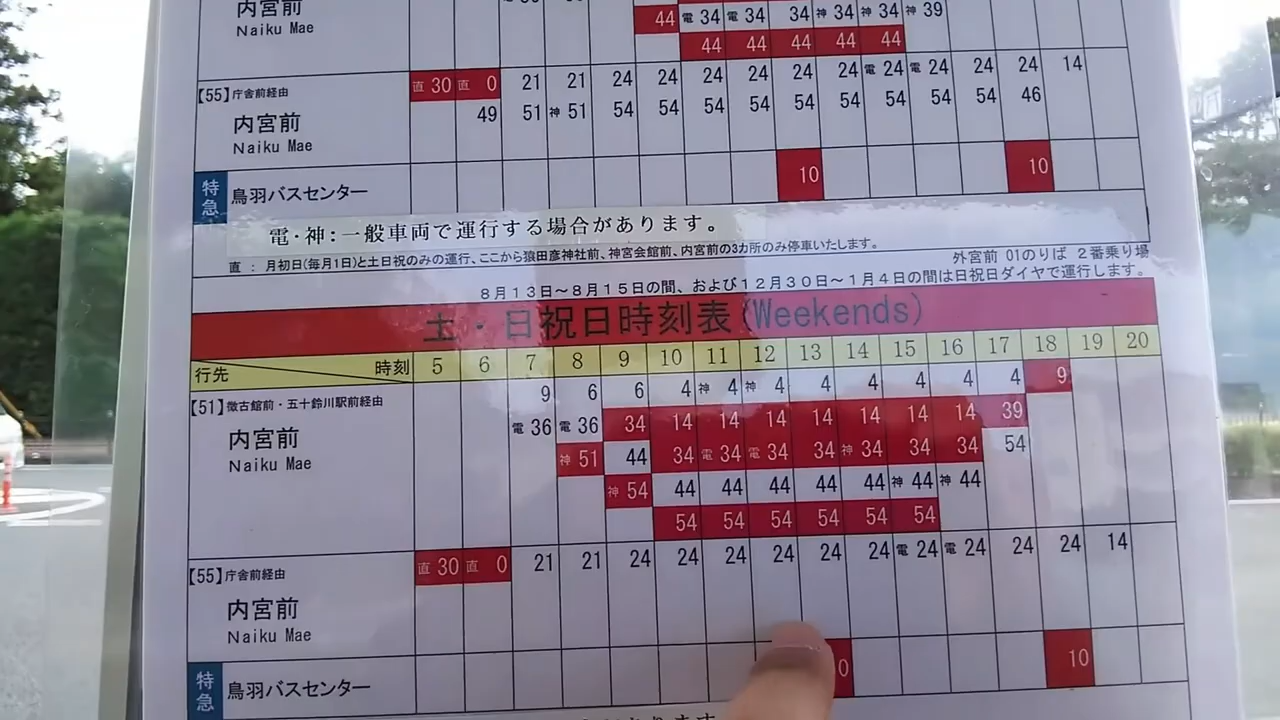 内宮前
Naiku Mae
44 電 34 電 34 34 神 34 神 34 神 39
44 44 44 44 44
【55】庁舎前経由
内宮前
Naiku Mae
直 30 直 0 21 21 24 24 24 24 24 24 電 24 電 24 24 24 14
49 51 神 51 54 54 54 54 54 54 54 54 54 46
特急 鳥羽バスセンター 10 10
電・神:一般車両で運行する場合があります。
直 : 月初日(毎月1日)と土日祝のみの運行、ここから猿田彦神社前、神宮会館前、内宮前の3カ所のみ停車いたします。
外宮前 01のりば 2番乗り場
8月13日～8月15日の間、および12月30日～1月4日の間は日祝日ダイヤで運行します。
土・日祝日時刻表(Weekends)
行先 時刻 5 6 7 8 9 10 11 12 13 14 15 16 17 18 19 20
【51】徴古館前・五十鈴川駅前経由
内宮前
Naiku Mae
9 6 6 4 神 4 神 4 4 4 4 4 4 9
電 36 電 36 34 14 14 14 14 14 14 14 39
神 51 44 34 電 34 電 34 34 神 34 34 34 54
神 54 44 44 44 44 44 神 44 神 44
54 54 54 54 54 54
【55】庁舎前経由
内宮前
Naiku Mae
直 30 直 0 21 21 24 24 24 24 24 24 電 24 電 24 24 24 14
特急 鳥羽バスセンター 0 10